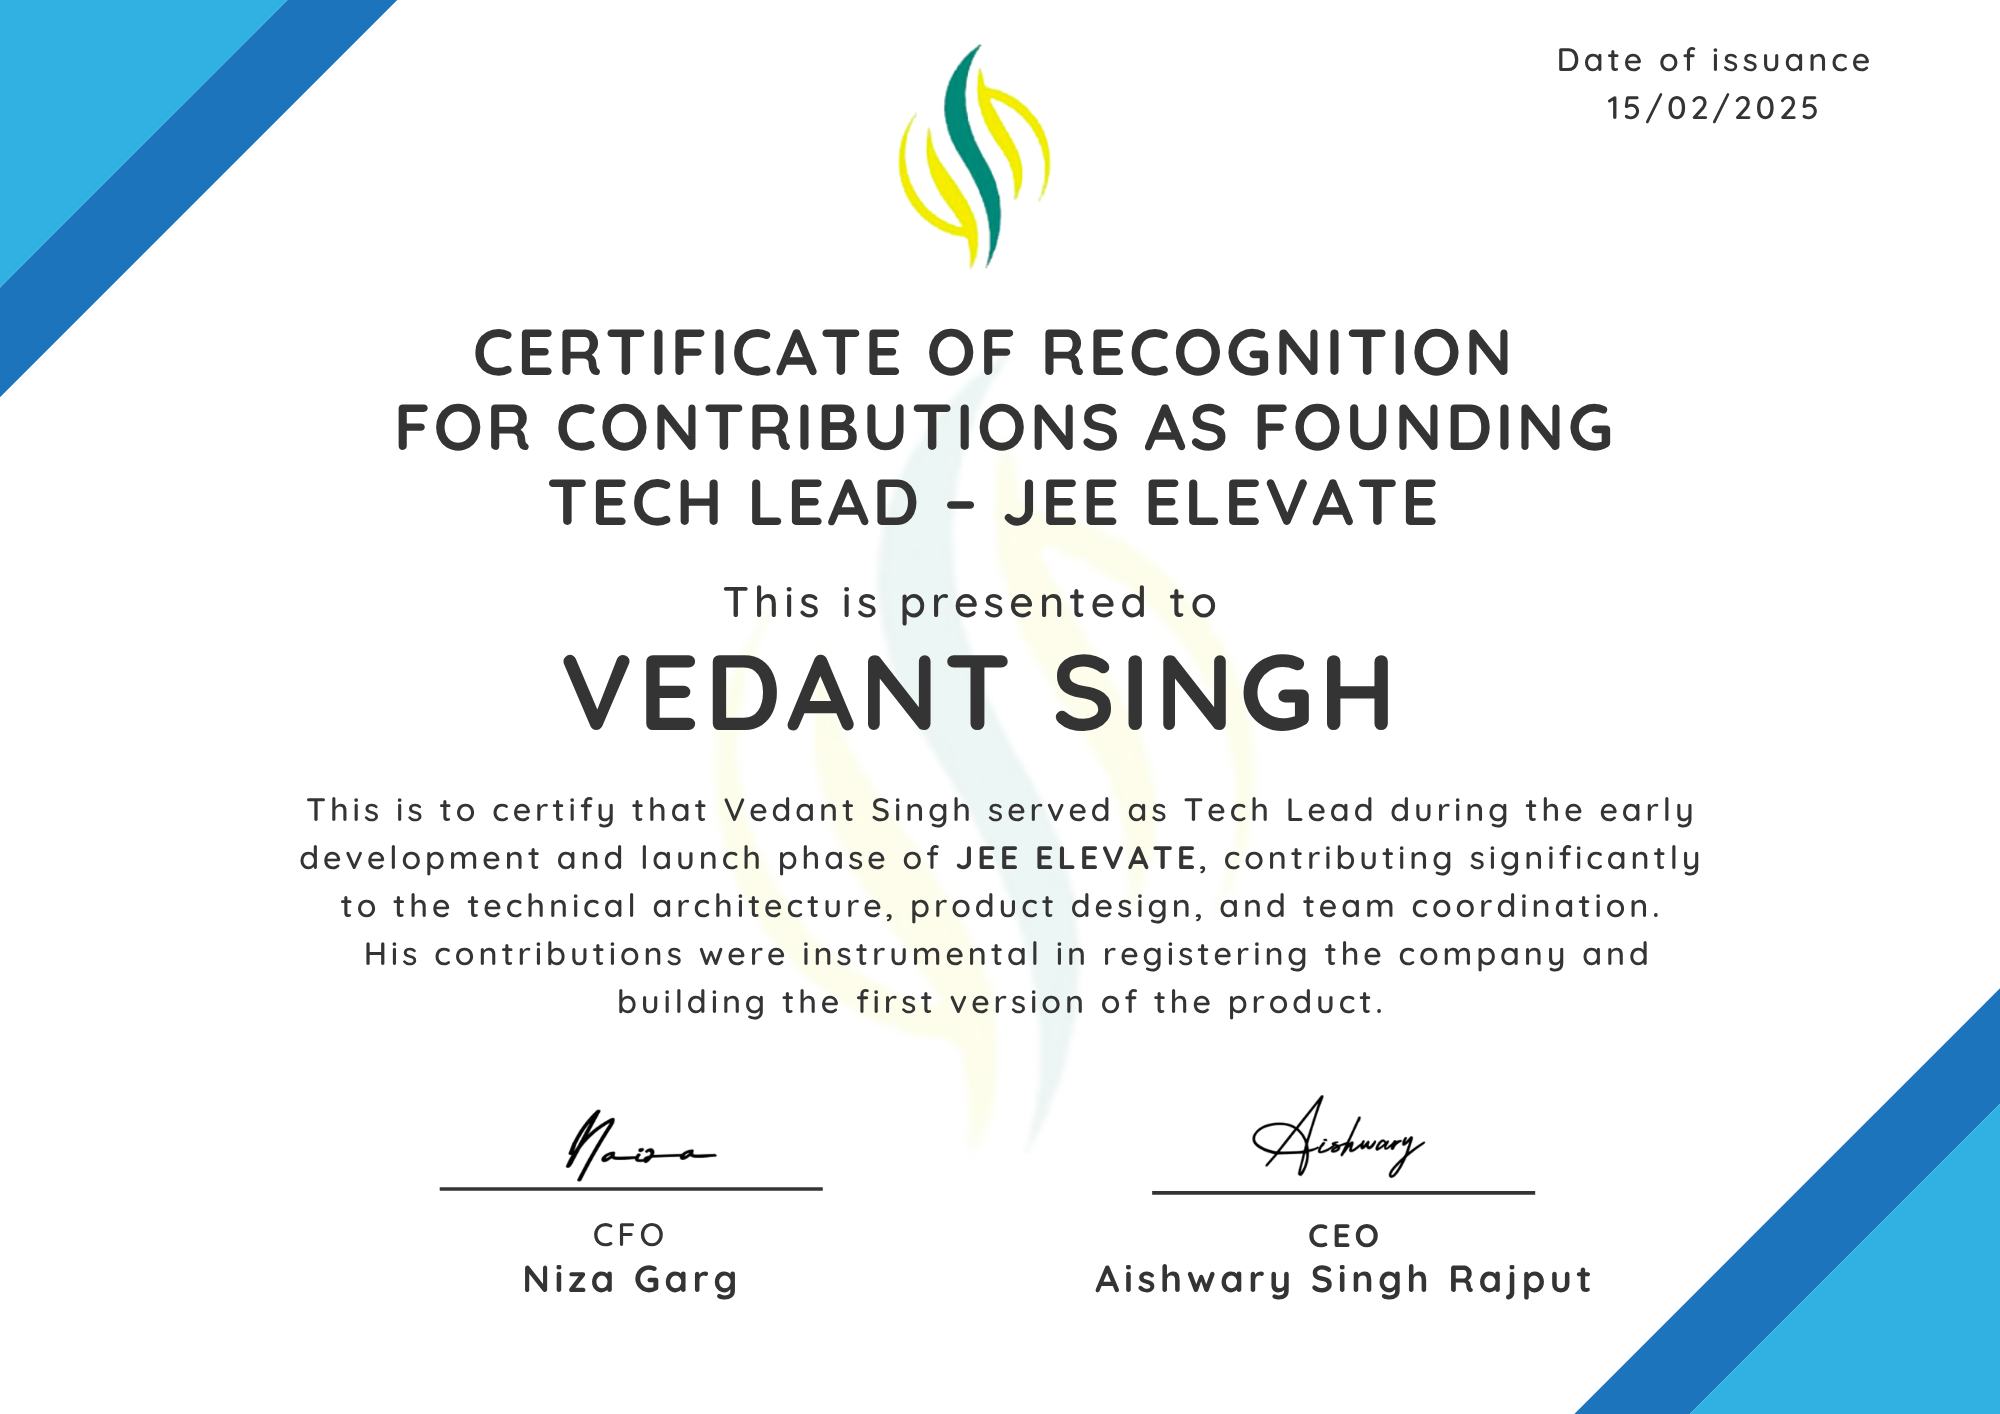 Date of issuance
15/02/2025
CERTIFICATE OF RECOGNITION
FOR CONTRIBUTIONS AS FOUNDING
TECH LEAD – JEE ELEVATE
This is presented to
VEDANT SINGH
This is to certify that Vedant Singh served as Tech Lead during the early
development and launch phase of JEE ELEVATE, contributing significantly
to the technical architecture, product design, and team coordination.
His contributions were instrumental in registering the company and
building the first version of the product.
Naiza
Aishwary
CFO
Niza Garg
CEO
Aishwary Singh Rajput